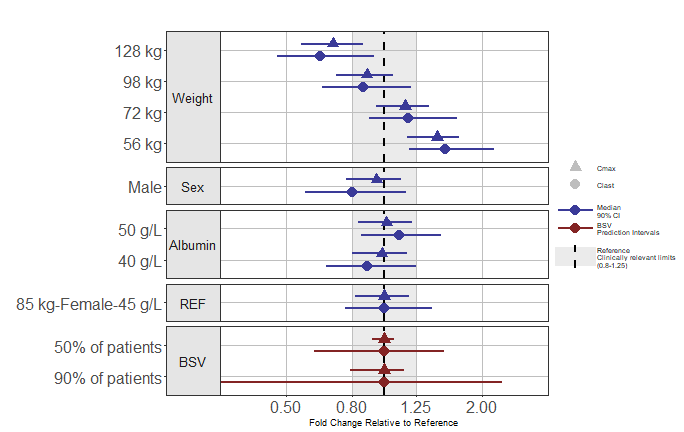 128 kg
98 kg
72 kg
56 kg
Weight
Male
Sex
50 g/L
40 g/L
Albumin
85 kg-Female-45 g/L
REF
50% of patients
90% of patients
BSV
0.50
0.80
1.25
2.00
Fold Change Relative to Reference
Cmax
Clast
Median
90% CI
BSV
Prediction Intervals
Reference
Clinically relevant limits
(0.8-1.25)